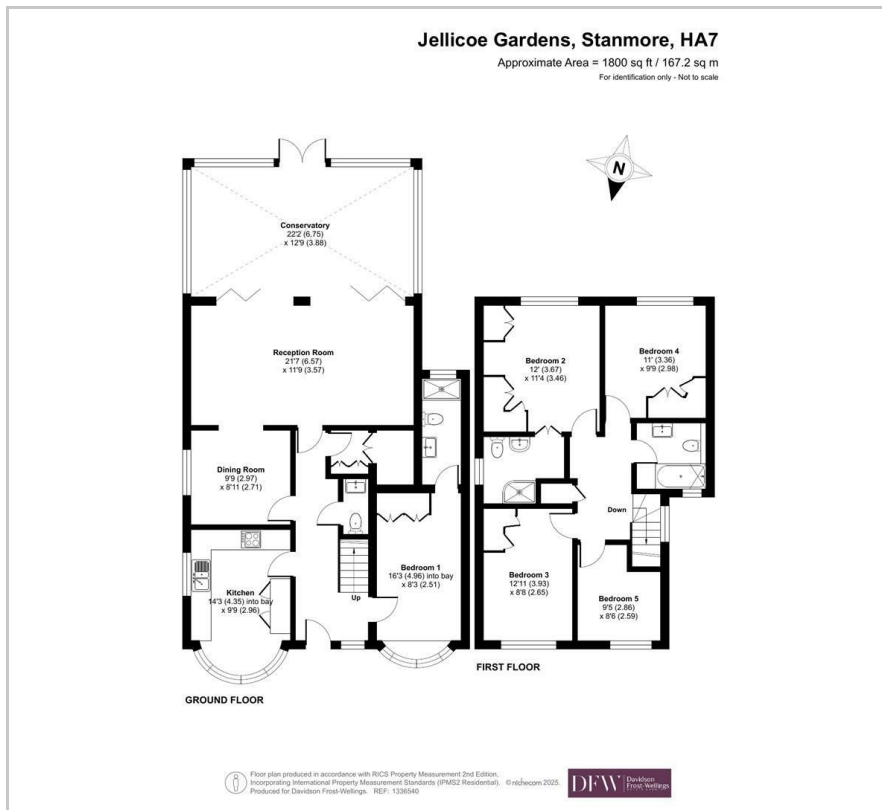 Jellicoe Gardens, Stanmore, HA7
Approximate Area = 1800 sq ft / 167.2 sq m
For identification only - Not to scale
N
Conservatory
22'2 (6.75)
x 12'9 (3.88)
Reception Room
21'7 (6.57)
x 11'9 (3.57)
Dining Room
9'9 (2.97)
x 8'11 (2.71)
Kitchen
14'3 (4.35) into bay
x 9'9 (2.96)
Up
Bedroom 1
16'3 (4.96) into bay
x 8'3 (2.51)
GROUND FLOOR
Bedroom 2
12' (3.67)
x 11'4 (3.46)
Bedroom 4
11' (3.36)
x 9'9 (2.98)
Down
Bedroom 3
12'11 (3.93)
x 8'8 (2.65)
Bedroom 5
9'5 (2.86)
x 8'6 (2.59)
FIRST FLOOR
Floor plan produced in accordance with RICS Property Measurement 2nd Edition,
Incorporating International Property Measurement Standards (IPMS2 Residential). © nichecom 2025.
Produced for Davidson Frost-Wellings. REF: 1336540
DFW
Davidson
Frost-Wellings